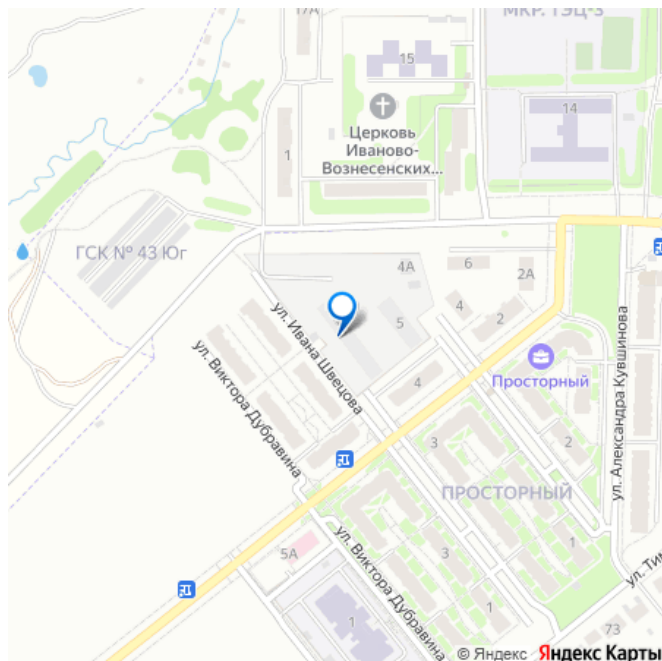 17А
МКР. ТЭЦ-3
15
14
Церковь
Иваново-
Вознесенских...
1
ГСК № 43 Юг
4А
6
2А
4
2
5
ул. Ивана Швецова
ул. Виктора Дубравина
4
Просторный
ул. Александра Кувшинова
3
2
ПРОСТОРНЫЙ
5А
ул. Виктора Дубравина
3
1
1
1
ул. Тим
73
© Яндекс Яндекс Карты